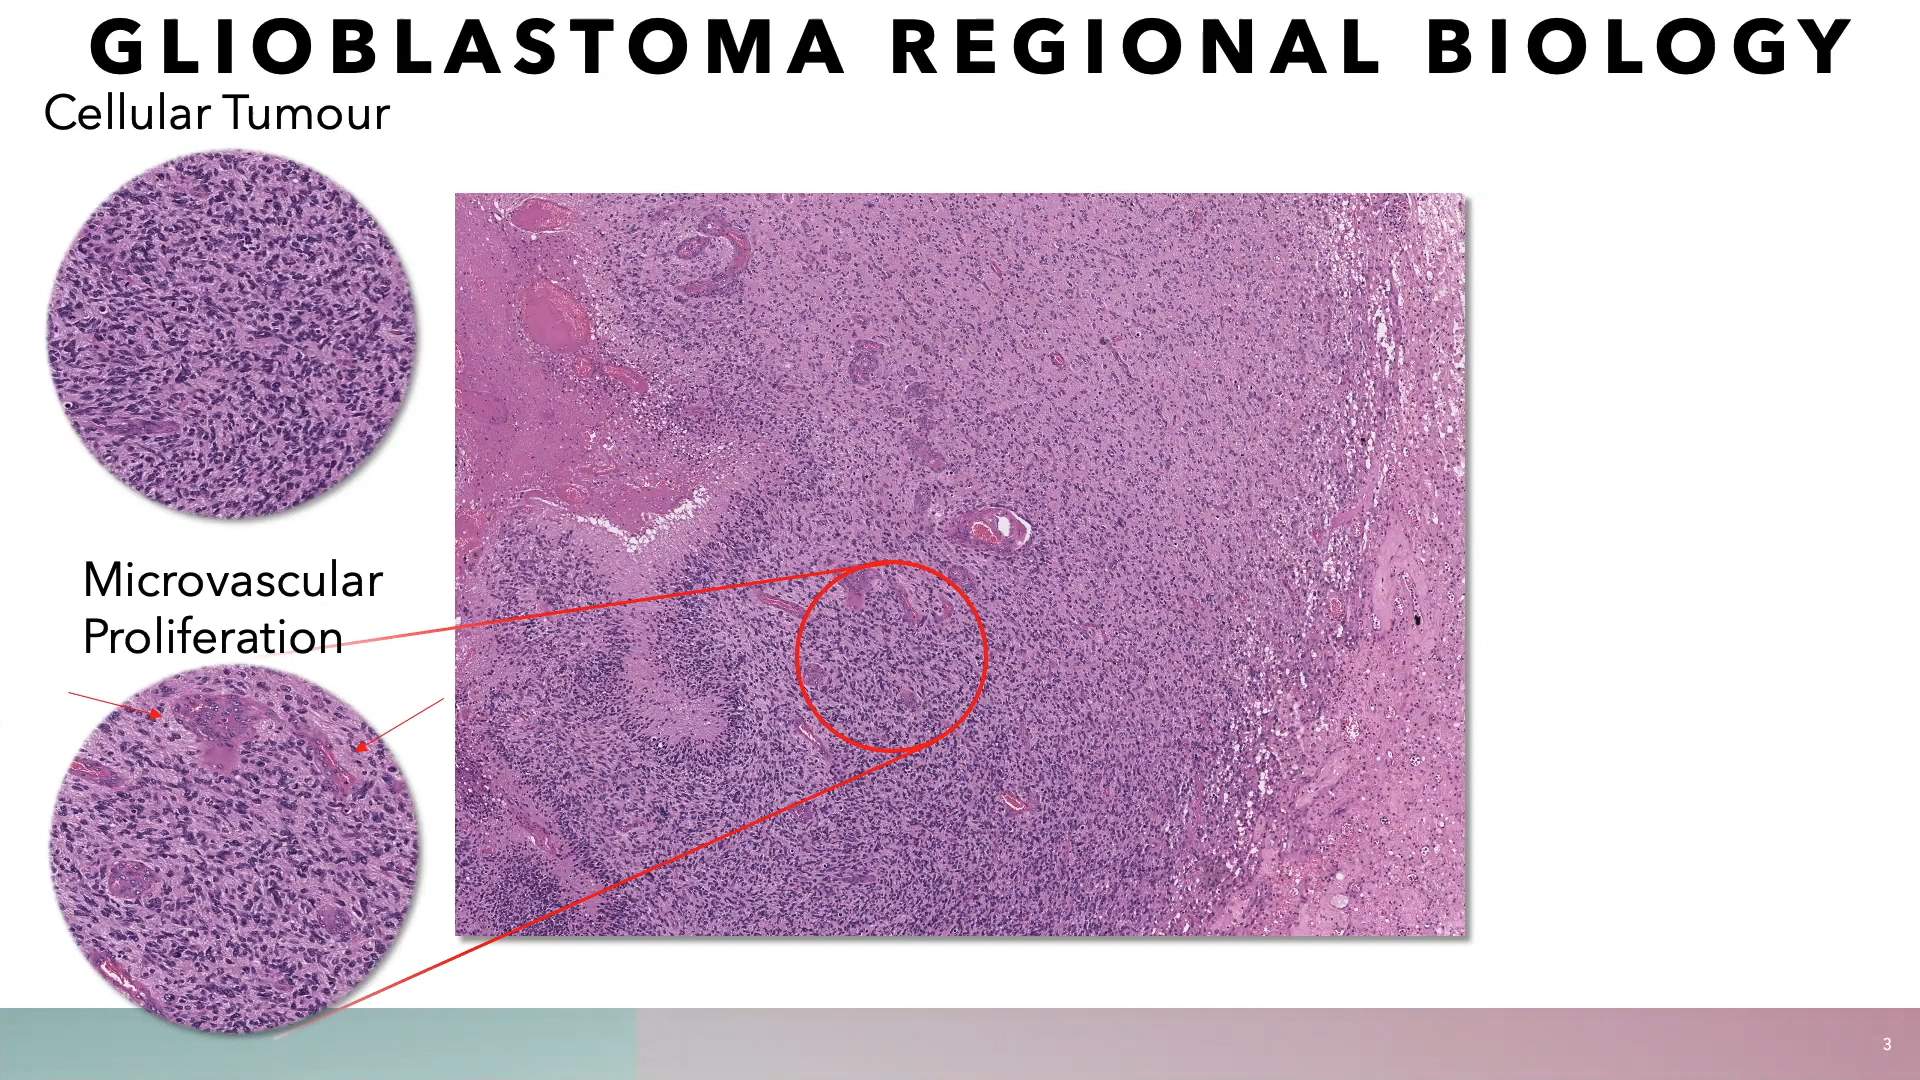 GLIOBLASTOMA REGIONAL BIOLOGY
Cellular Tumour
Microvascular
Proliferation
3